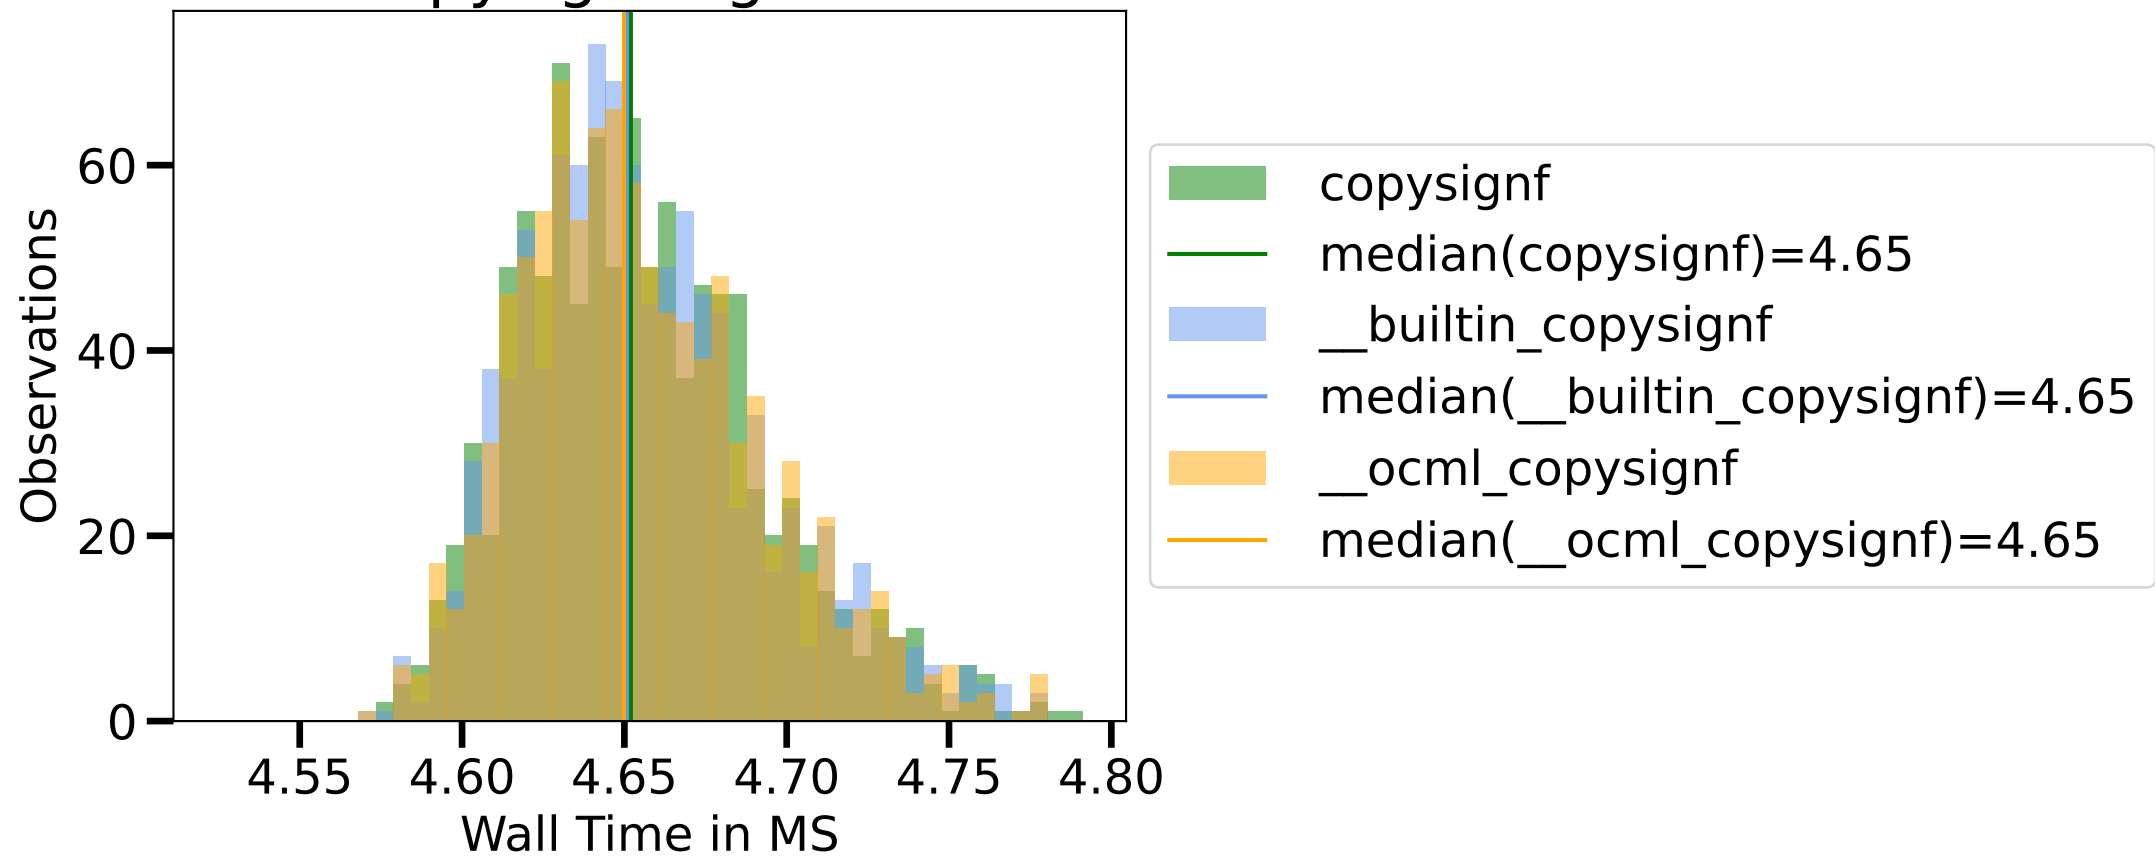 Observations
60
40
20
0
4.55 4.60 4.65 4.70 4.75 4.80
Wall Time in MS
copysignf
median(copysignf)=4.65
__builtin_copysignf
median(__builtin_copysignf)=4.65
__ocml_copysignf
median(__ocml_copysignf)=4.65